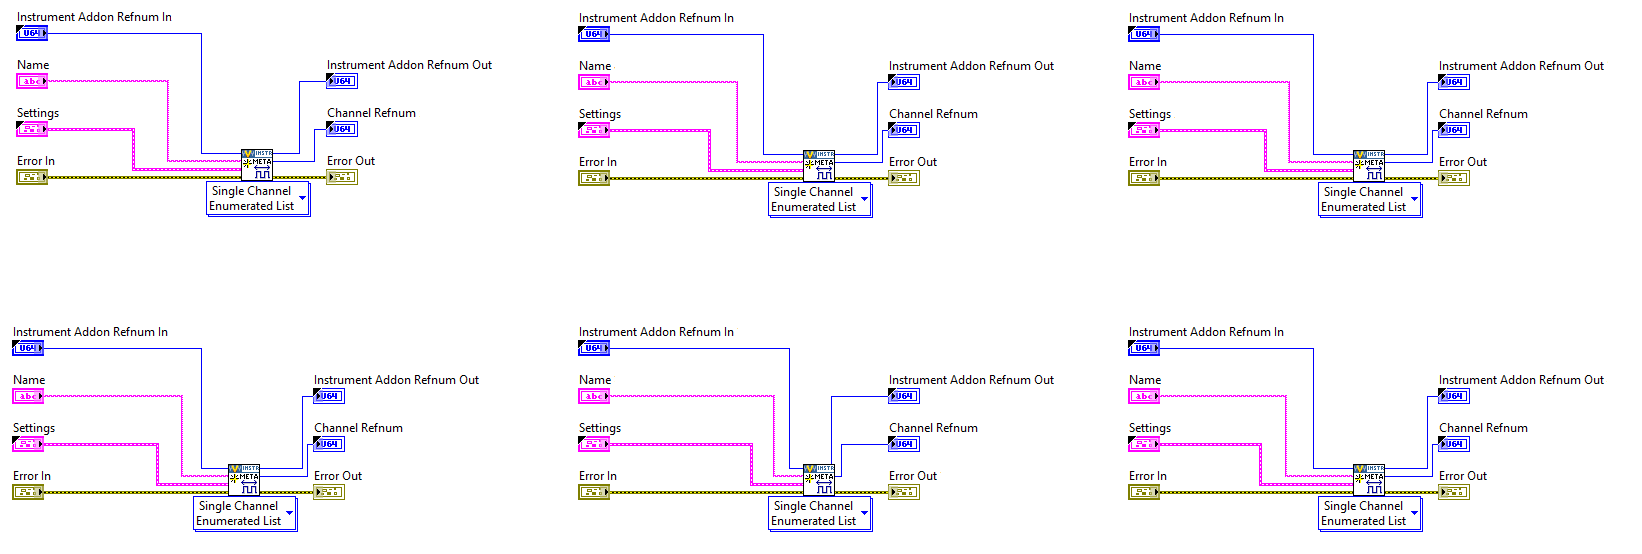 Instrument Addon Refnum In
U64
Name
abc
Instrument Addon Refnum Out
U64
Settings
Channel Refnum
U64
Error In
INSTR
META
Error Out
Single Channel
Enumerated List
Instrument Addon Refnum In
U64
Name
abc
Instrument Addon Refnum Out
U64
Settings
Channel Refnum
U64
Error In
INSTR
META
Error Out
Single Channel
Enumerated List
Instrument Addon Refnum In
U64
Name
abc
Instrument Addon Refnum Out
U64
Settings
Channel Refnum
U64
Error In
INSTR
META
Error Out
Single Channel
Enumerated List
Instrument Addon Refnum In
U64
Name
abc
Instrument Addon Refnum Out
U64
Settings
Channel Refnum
U64
Error In
INSTR
META
Error Out
Single Channel
Enumerated List
Instrument Addon Refnum In
U64
Name
abc
Instrument Addon Refnum Out
U64
Settings
Channel Refnum
U64
Error In
INSTR
META
Error Out
Single Channel
Enumerated List
Instrument Addon Refnum In
U64
Name
abc
Instrument Addon Refnum Out
U64
Settings
Channel Refnum
U64
Error In
INSTR
META
Error Out
Single Channel
Enumerated List